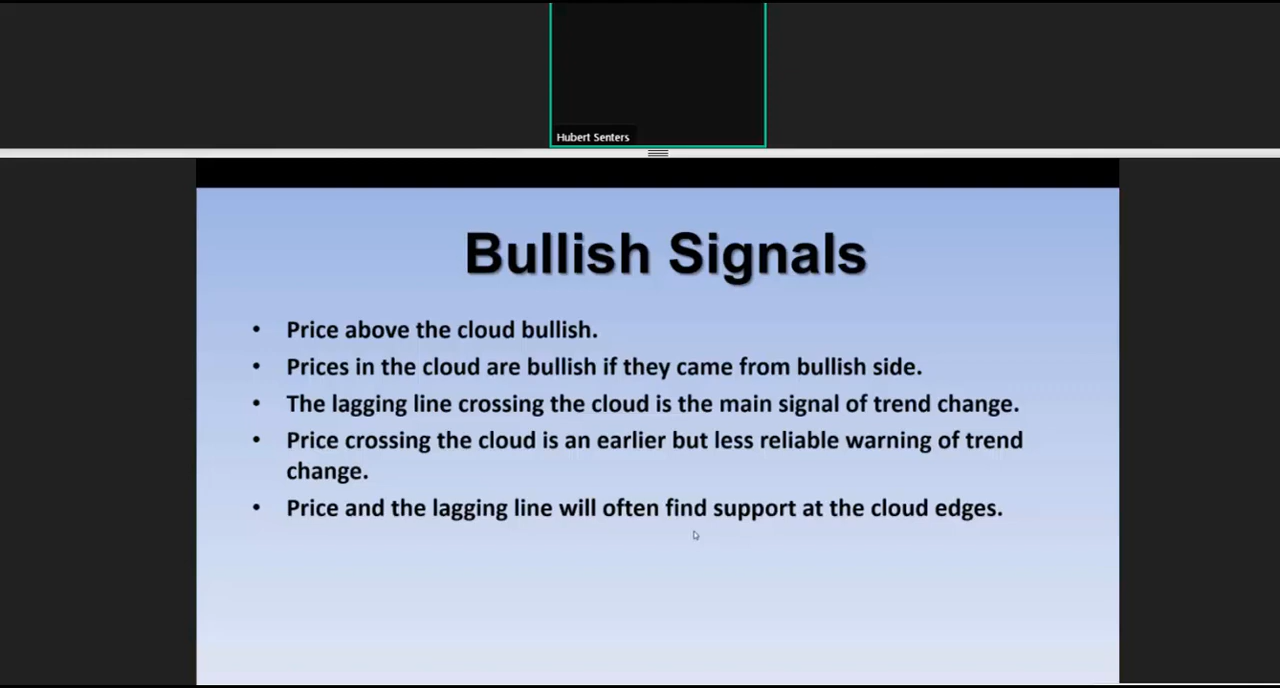 Hubert Senters
Bullish Signals
• Price above the cloud bullish.
• Prices in the cloud are bullish if they came from bullish side.
• The lagging line crossing the cloud is the main signal of trend change.
• Price crossing the cloud is an earlier but less reliable warning of trend
change.
• Price and the lagging line will often find support at the cloud edges.